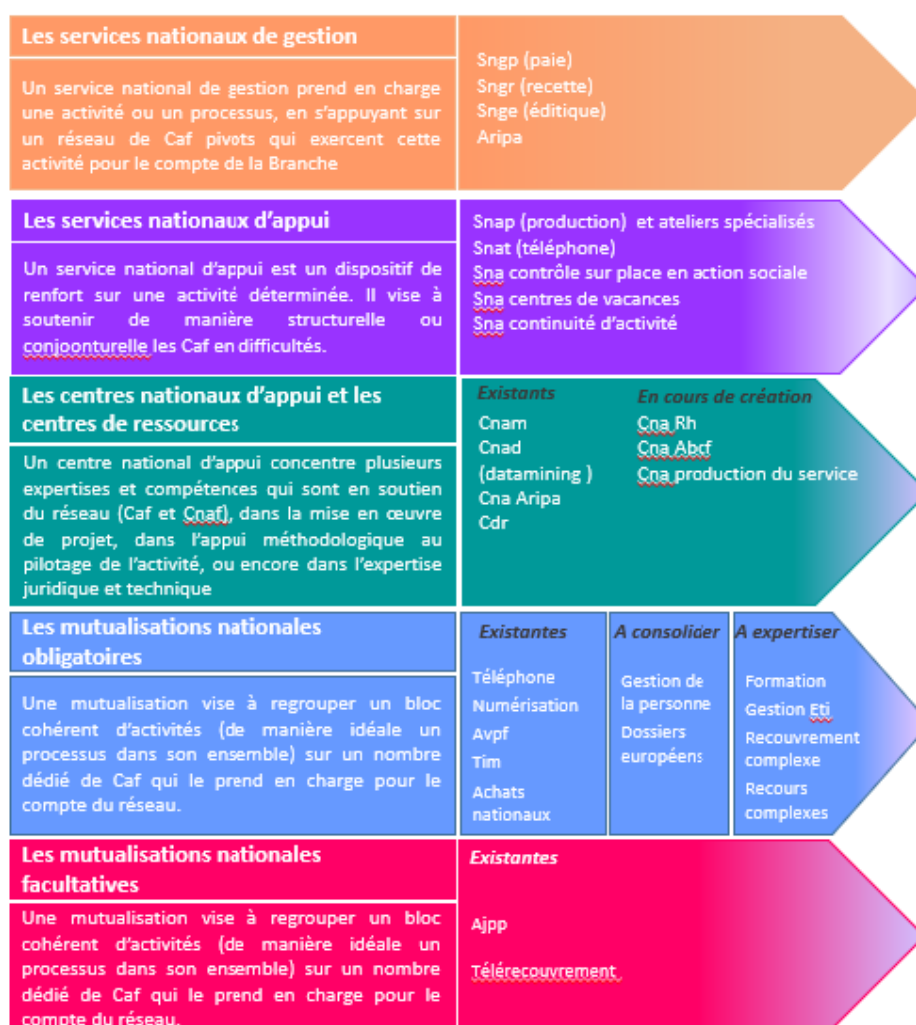 Les services nationaux de gestion
Un service national de gestion prend en charge
une activité ou un processus, en s'appuyant sur
un réseau de Caf pivots qui exercent cette
activité pour le compte de la Branche
Sngp (paie)
Sngr (recette)
Snge (éditique)
Aripa
Les services nationaux d'appui
Un service national d'appui est un dispositif de
renfort sur une activité déterminée. Il vise à
soutenir de manière structurelle ou
conjoonturelle les Caf en difficultés.
Snap (production) et ateliers spécialisés
Snat (téléphone)
Sna contrôle sur place en action sociale
Sna centres de vacances
Sna continuité d'activité
Les centres nationaux d'appui et les
centres de ressources
Un centre national d'appui concentre plusieurs
expertises et compétences qui sont en soutien
du réseau (Caf et Cnaf), dans la mise en œuvre
de projet, dans l'appui méthodologique au
pilotage de l'activité, ou encore dans l'expertise
juridique et technique
Existants
Cnam
Cnad
(datamining )
Cna Aripa
Cdr
En cours de création
Cna Rh
Cna Abcf
Cna production du service
Les mutualisations nationales
obligatoires
Une mutualisation vise à regrouper un bloc
cohérent d'activités (de manière idéale un
processus dans son ensemble) sur un nombre
dédié de Caf qui le prend en charge pour le
compte du réseau.
Existantes
Téléphone
Numérisation
Avpf
Tim
Achats
nationaux
A consolider
Gestion de
la personne
Dossiers
européens
A expertiser
Formation
Gestion Eti
Recouvrement
complexe
Recours
complexes
Les mutualisations nationales
facultatives
Une mutualisation vise à regrouper un bloc
cohérent d'activités (de manière idéale un
processus dans son ensemble) sur un nombre
dédié de Caf qui le prend en charge pour le
compte du réseau.
Existantes
Ajpp
Télérecouvrement